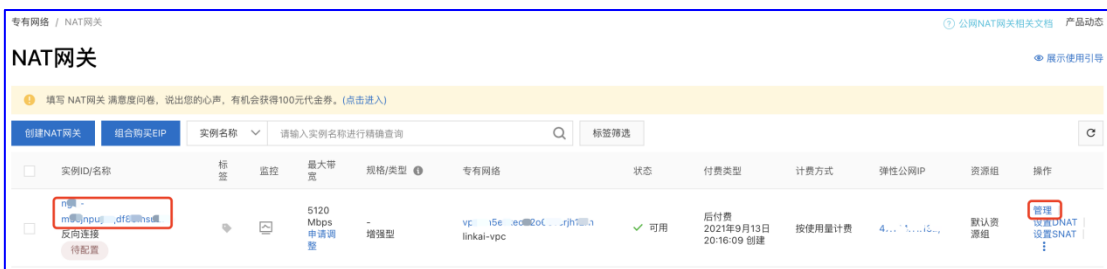 专有网络 / NAT网关
公网NAT网关相关文档 产品动态
NAT网关
展示使用引导
填写 NAT网关 满意度问卷，说出您的心声，有机会获得100元代金券。(点击进入)
创建NAT网关 组合购买EIP 实例名称 请输入实例名称进行精确查询 标签筛选
实例ID/名称 标签 监控 最大带宽 规格/类型 专有网络 状态 付费类型 计费方式 弹性公网IP 资源组 操作
反向连接
待配置
5120
Mbps
申请调
整
-
增强型
linkai-vpc
可用
后付费
2021年9月13日
20:16:09 创建
按使用量计费
默认资
源组
管理
设置DNAT
设置SNAT